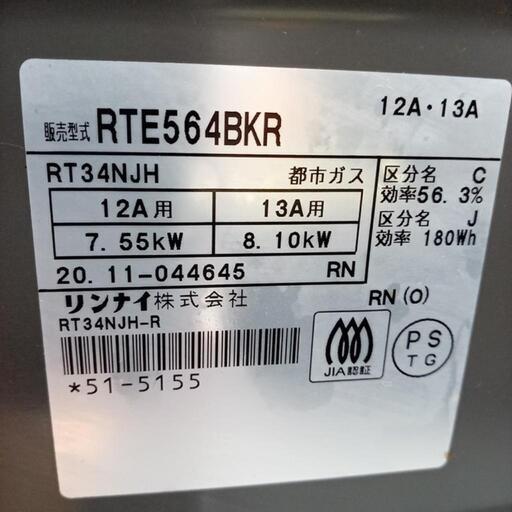 販売型式 RTE564BKR 12A・13A
RT34NJH 都市ガス
12A用 13A用
7.55kW 8.10kW
20.11-044645 RN
区分名 C
効率56.3%
区分名 J
効率 180Wh
リンナイ株式会社
RN(O)
RT34NJH-R
*51-5155
JIA認証
PS
TG